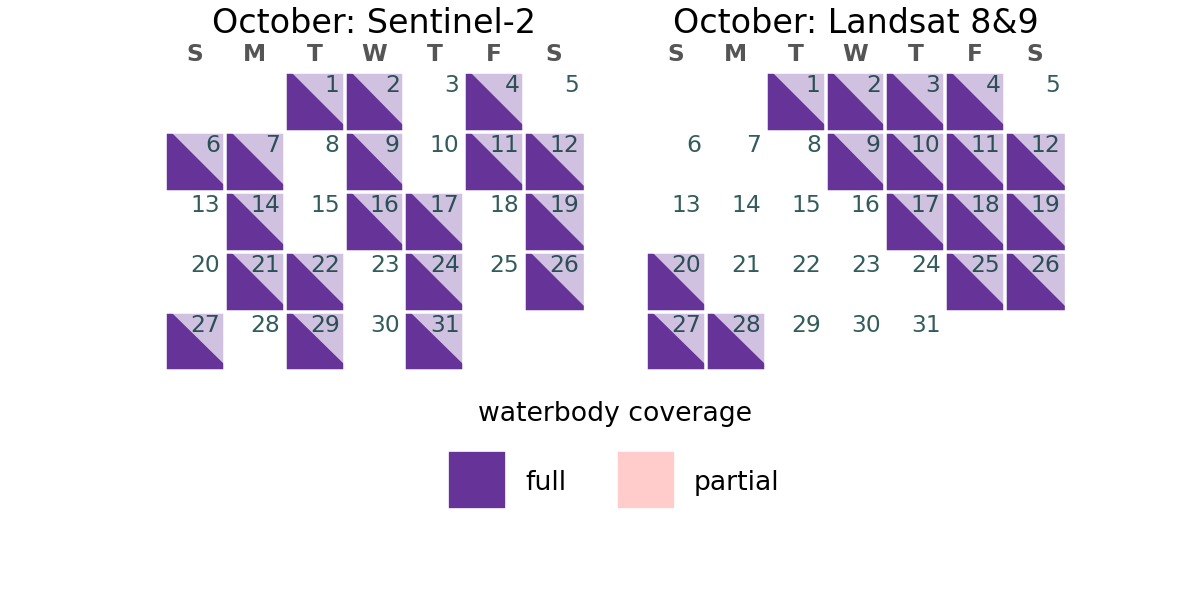 October: Sentinel-2
S M T W T F S
1 2 3 4 5
6 7 8 9 10 11 12
13 14 15 16 17 18 19
20 21 22 23 24 25 26
27 28 29 30 31
October: Landsat 8&9
S M T W T F S
1 2 3 4 5
6 7 8 9 10 11 12
13 14 15 16 17 18 19
20 21 22 23 24 25 26
27 28 29 30 31
waterbody coverage
full partial